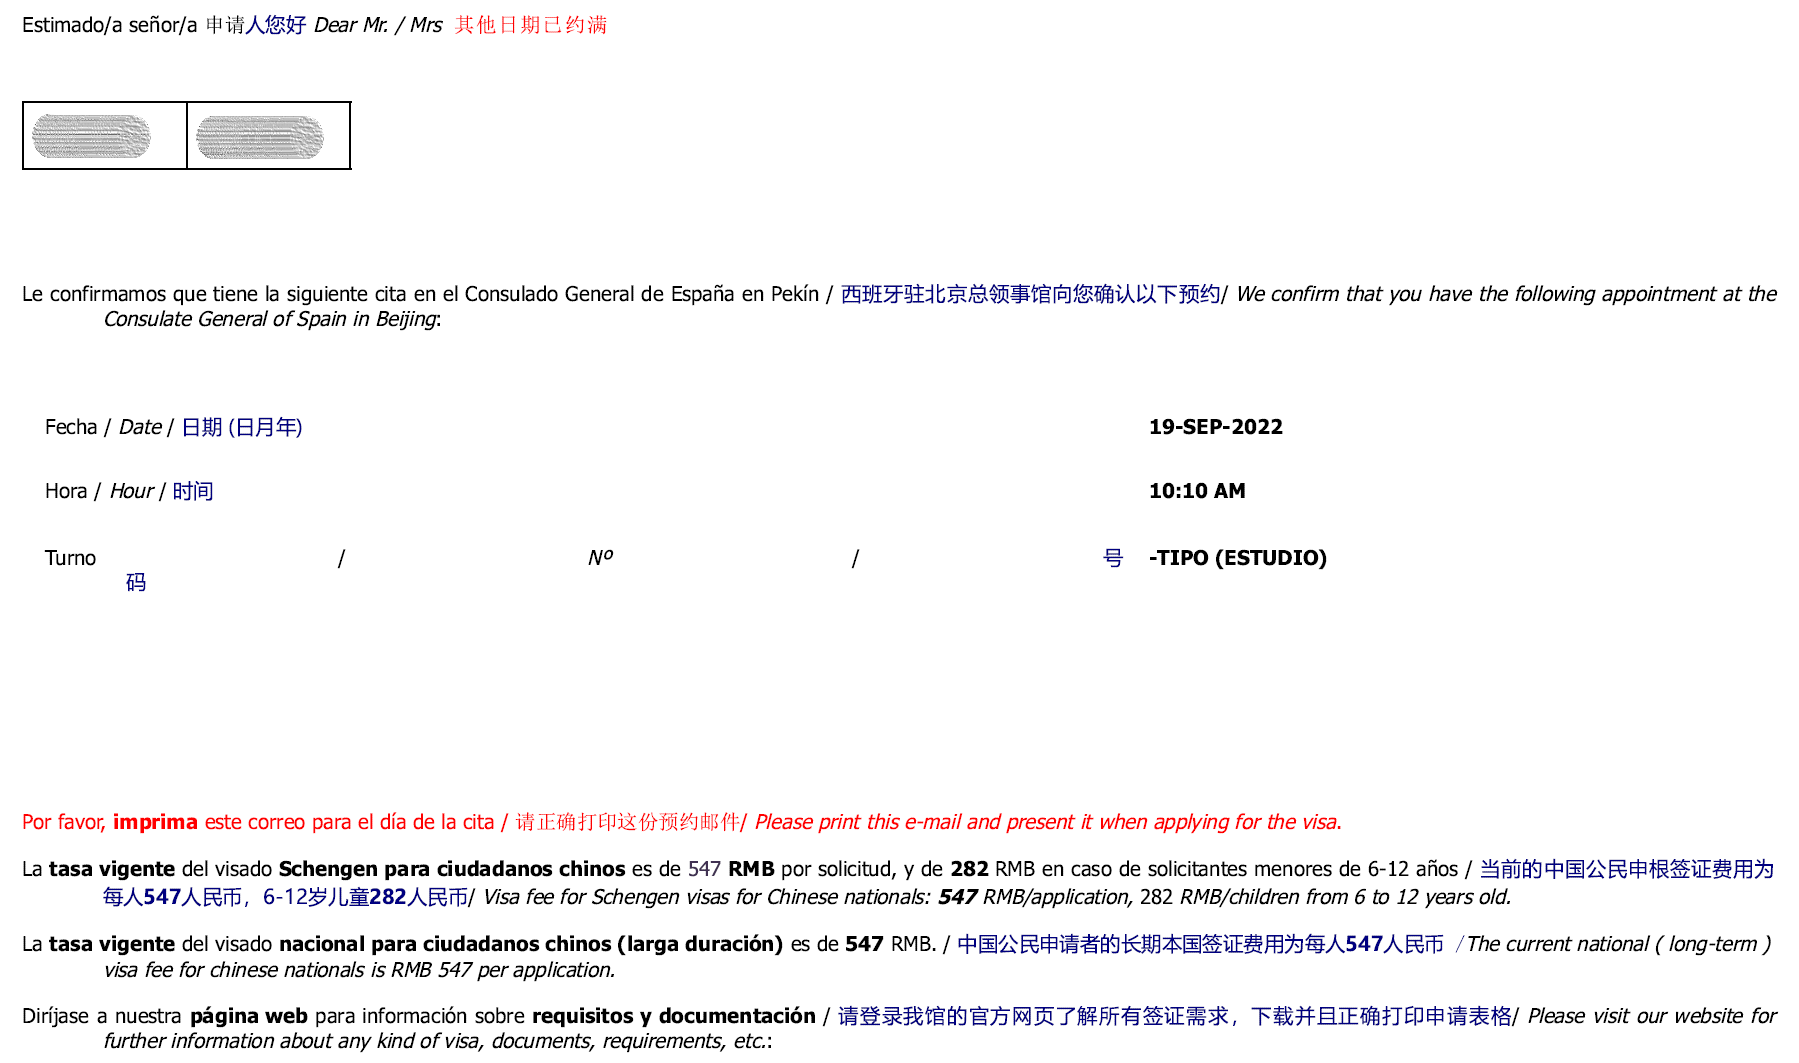 Estimado/a señor/a 申请人您好 Dear Mr. / Mrs 其他日期已约满
Le confirmamos que tiene la siguiente cita en el Consulado General de España en Pekín / 西班牙驻北京总领事馆向您确认以下预约/ We confirm that you have the following appointment at the
Consulate General of Spain in Beijing:
Fecha / Date / 日期 (日月年) 19-SEP-2022
Hora / Hour / 时间 10:10 AM
Turno / Nº / 号 -TIPO (ESTUDIO)
码
Por favor, imprima este correo para el día de la cita / 请正确打印这份预约邮件/ Please print this e-mail and present it when applying for the visa.
La tasa vigente del visado Schengen para ciudadanos chinos es de 547 RMB por solicitud, y de 282 RMB en caso de solicitantes menores de 6-12 años / 当前的中国公民申根签证费用为
每人547人民币，6-12岁儿童282人民币/ Visa fee for Schengen visas for Chinese nationals: 547 RMB/application, 282 RMB/children from 6 to 12 years old.
La tasa vigente del visado nacional para ciudadanos chinos (larga duración) es de 547 RMB. / 中国公民申请者的长期本国签证费用为每人547人民币 /The current national ( long-term )
visa fee for chinese nationals is RMB 547 per application.
Diríjase a nuestra página web para información sobre requisitos y documentación / 请登录我馆的官方网页了解所有签证需求，下载并且正确打印申请表格/ Please visit our website for
further information about any kind of visa, documents, requirements, etc.: